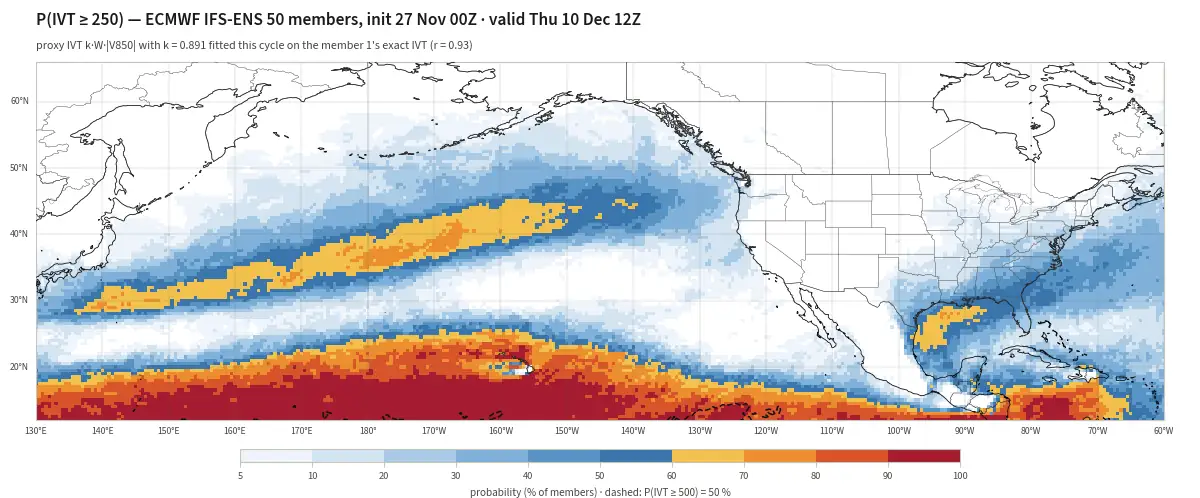 P(IVT ≥ 250) — ECMWF IFS-ENS 50 members, init 27 Nov 00Z · valid Thu 10 Dec 12Z
proxy IVT k·W·|V850| with k = 0.891 fitted this cycle on the member 1's exact IVT (r = 0.93)
60°N
50°N
40°N
30°N
20°N
130°E 140°E 150°E 160°E 170°E 180° 170°W 160°W 150°W 140°W 130°W 120°W 110°W 100°W 90°W 80°W 70°W 60°W
5 10 20 30 40 50 60 70 80 90 100
probability (% of members) · dashed: P(IVT ≥ 500) = 50 %